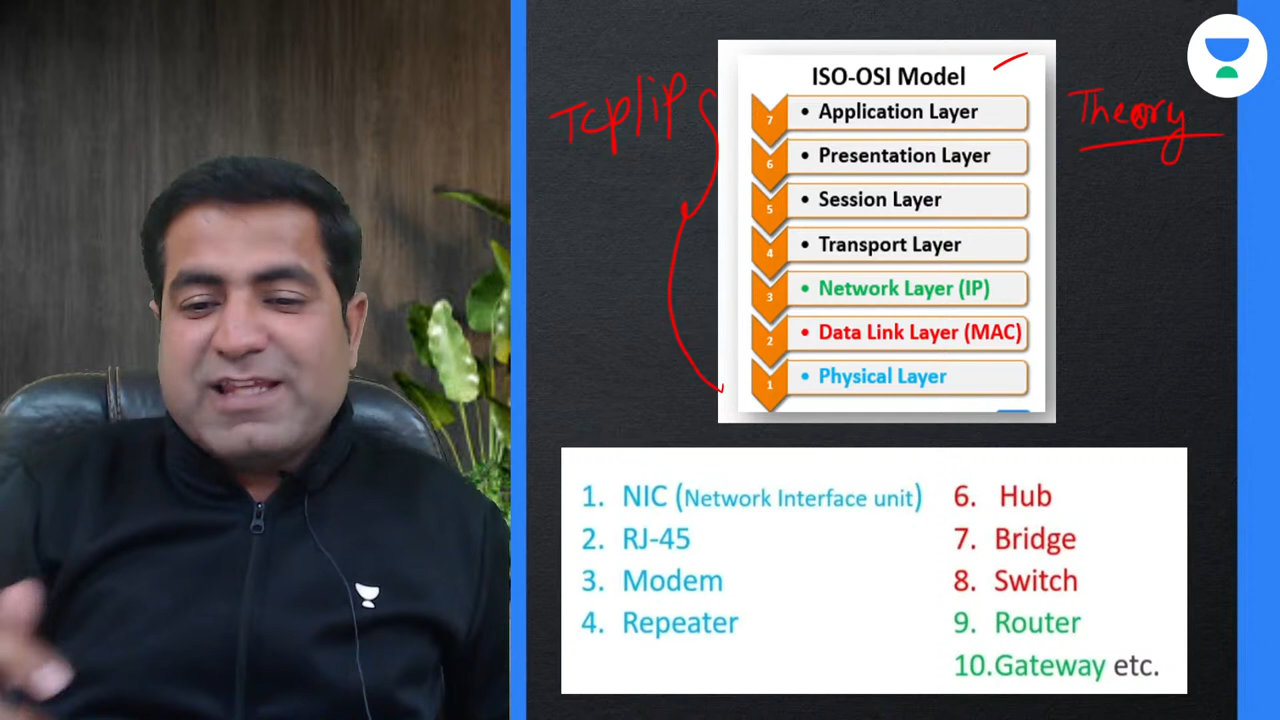 Tcp/ip
Theory
ISO-OSI Model
7 • Application Layer
6 • Presentation Layer
5 • Session Layer
4 • Transport Layer
3 • Network Layer (IP)
2 • Data Link Layer (MAC)
1 • Physical Layer
1. NIC (Network Interface unit)
2. RJ-45
3. Modem
4. Repeater
6. Hub
7. Bridge
8. Switch
9. Router
10.Gateway etc.